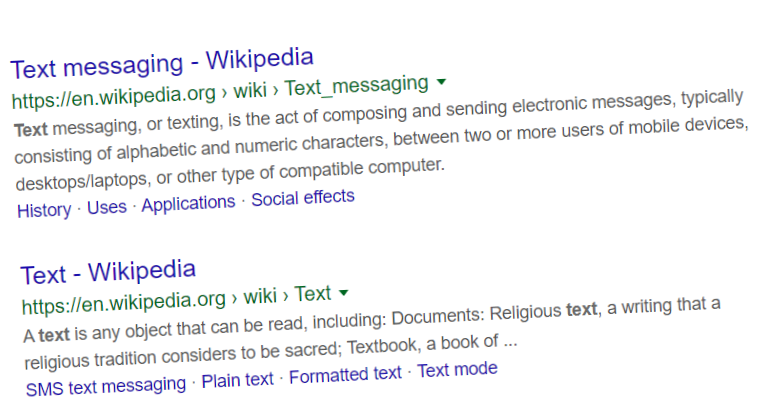 Text messaging - Wikipedia
https://en.wikipedia.org › wiki › Text_messaging
Text messaging, or texting, is the act of composing and sending electronic messages, typically
consisting of alphabetic and numeric characters, between two or more users of mobile devices,
desktops/laptops, or other type of compatible computer.
History · Uses · Applications · Social effects
Text - Wikipedia
https://en.wikipedia.org › wiki › Text
A text is any object that can be read, including: Documents: Religious text, a writing that a
religious tradition considers to be sacred; Textbook, a book of ...
SMS text messaging · Plain text · Formatted text · Text mode